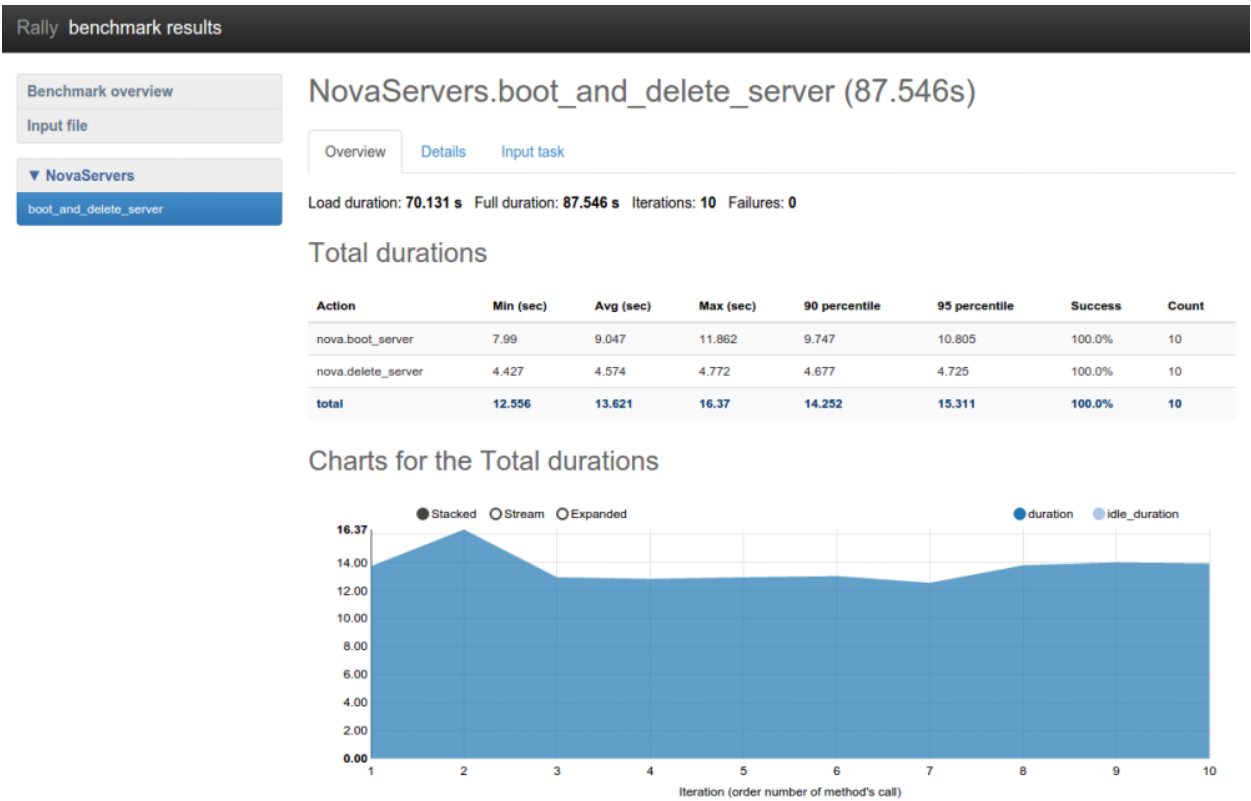 Rally benchmark results
Benchmark overview
Input file
▼ NovaServers
boot_and_delete_server
NovaServers.boot_and_delete_server (87.546s)
Overview Details Input task
Load duration: 70.131 s Full duration: 87.546 s Iterations: 10 Failures: 0
Total durations
Action Min (sec) Avg (sec) Max (sec) 90 percentile 95 percentile Success Count
nova.boot_server 7.99 9.047 11.862 9.747 10.805 100.0% 10
nova.delete_server 4.427 4.574 4.772 4.677 4.725 100.0% 10
total 12.556 13.621 16.37 14.252 15.311 100.0% 10
Charts for the Total durations
Stacked Stream Expanded duration idle_duration
16.37
14.00
12.00
10.00
8.00
6.00
4.00
2.00
0.00
1 2 3 4 5 6 7 8 9 10
Iteration (order number of method's call)